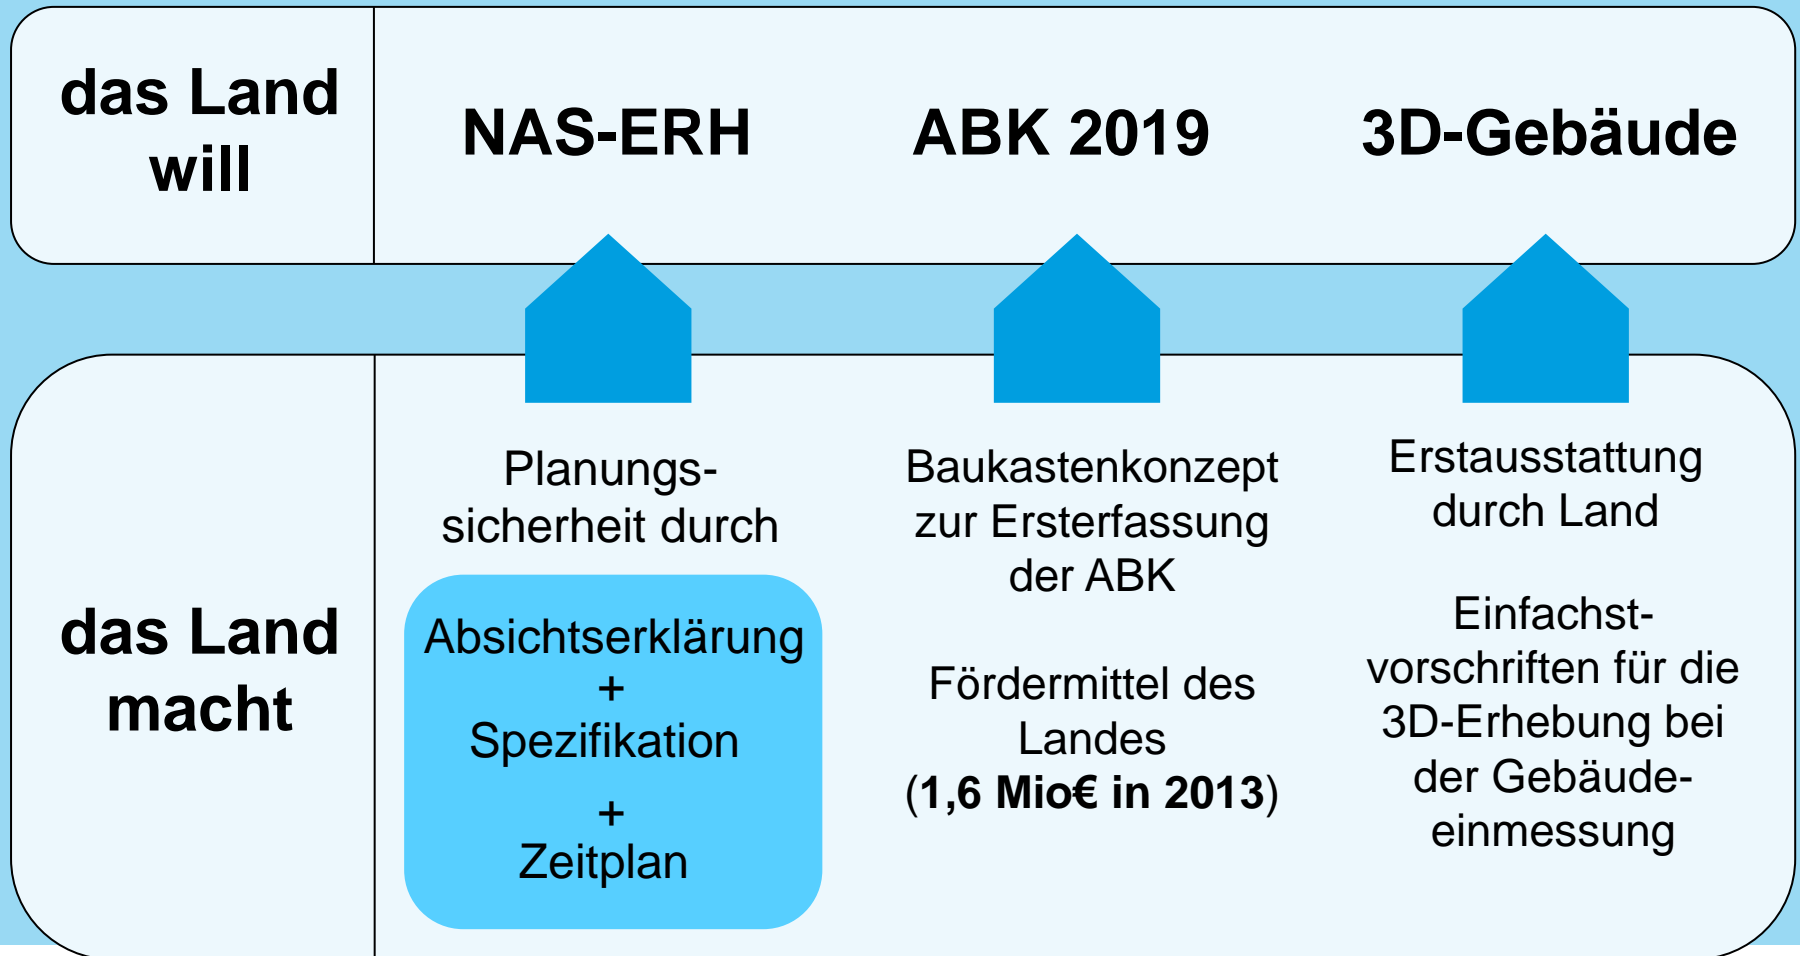 das Land
will
NAS-ERH
ABK 2019
3D-Gebäude
das Land
macht
Planungs-
sicherheit durch
Absichtserklärung
+
Spezifikation
+
Zeitplan
Baukastenkonzept
zur Ersterfassung
der ABK
Fördermittel des
Landes
(1,6 Mio€ in 2013)
Erstausstattung
durch Land
Einfachst-
vorschriften für die
3D-Erhebung bei
der Gebäude-
einmessung